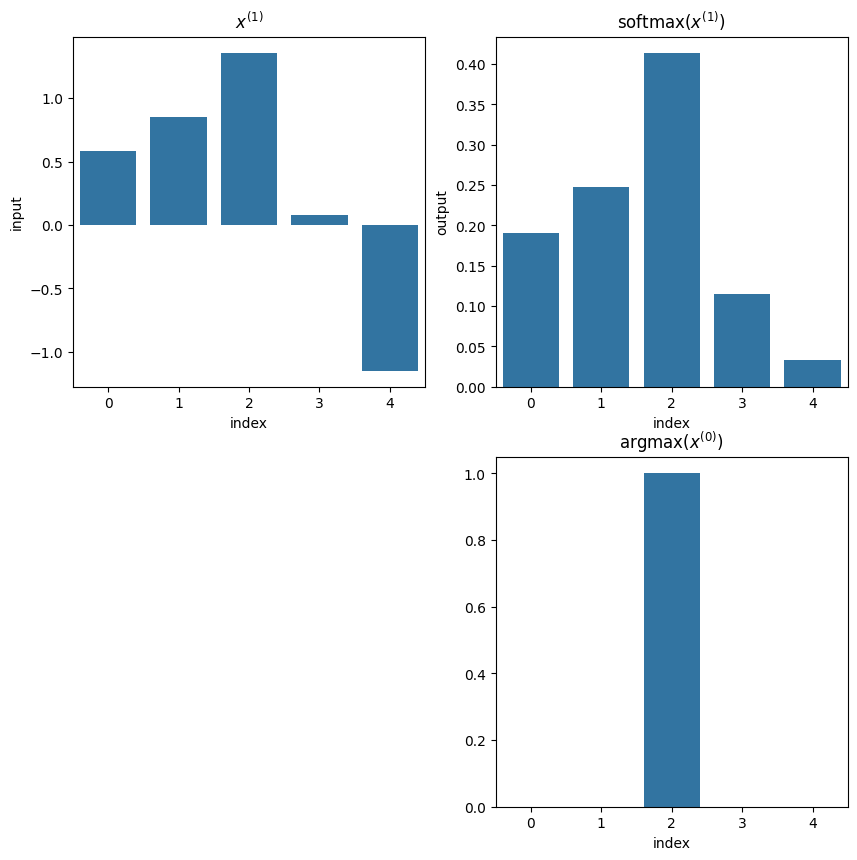 x^(1)
1.0
0.5
0.0
−0.5
−1.0
input
0 1 2 3 4
index
softmax(x^(1))
0.40
0.35
0.30
0.25
0.20
0.15
0.10
0.05
0.00
output
0 1 2 3 4
index
argmax(x^(0))
1.0
0.8
0.6
0.4
0.2
0.0
0 1 2 3 4
index